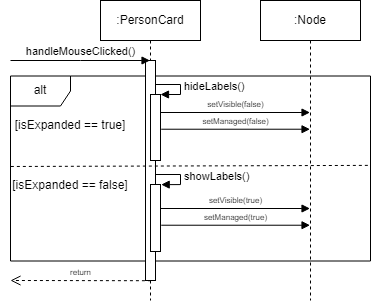 :PersonCard
:Node
handleMouseClicked()
alt
hideLabels()
setVisible(false)
[isExpanded == true]
setManaged(false)
[isExpanded == false]
showLabels()
setVisible(true)
setManaged(true)
return